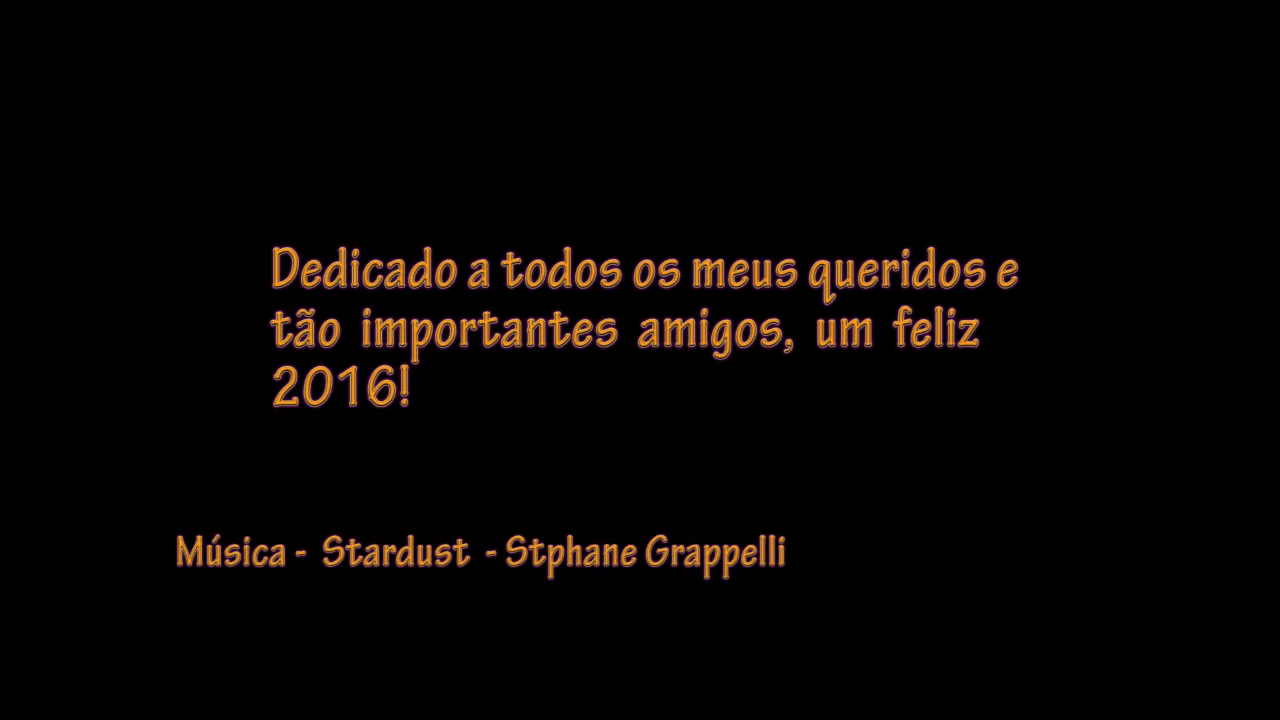 Dedicado a todos os meus queridos e
tão importantes amigos, um feliz
2016!
Música - Stardust - Stphane Grappelli